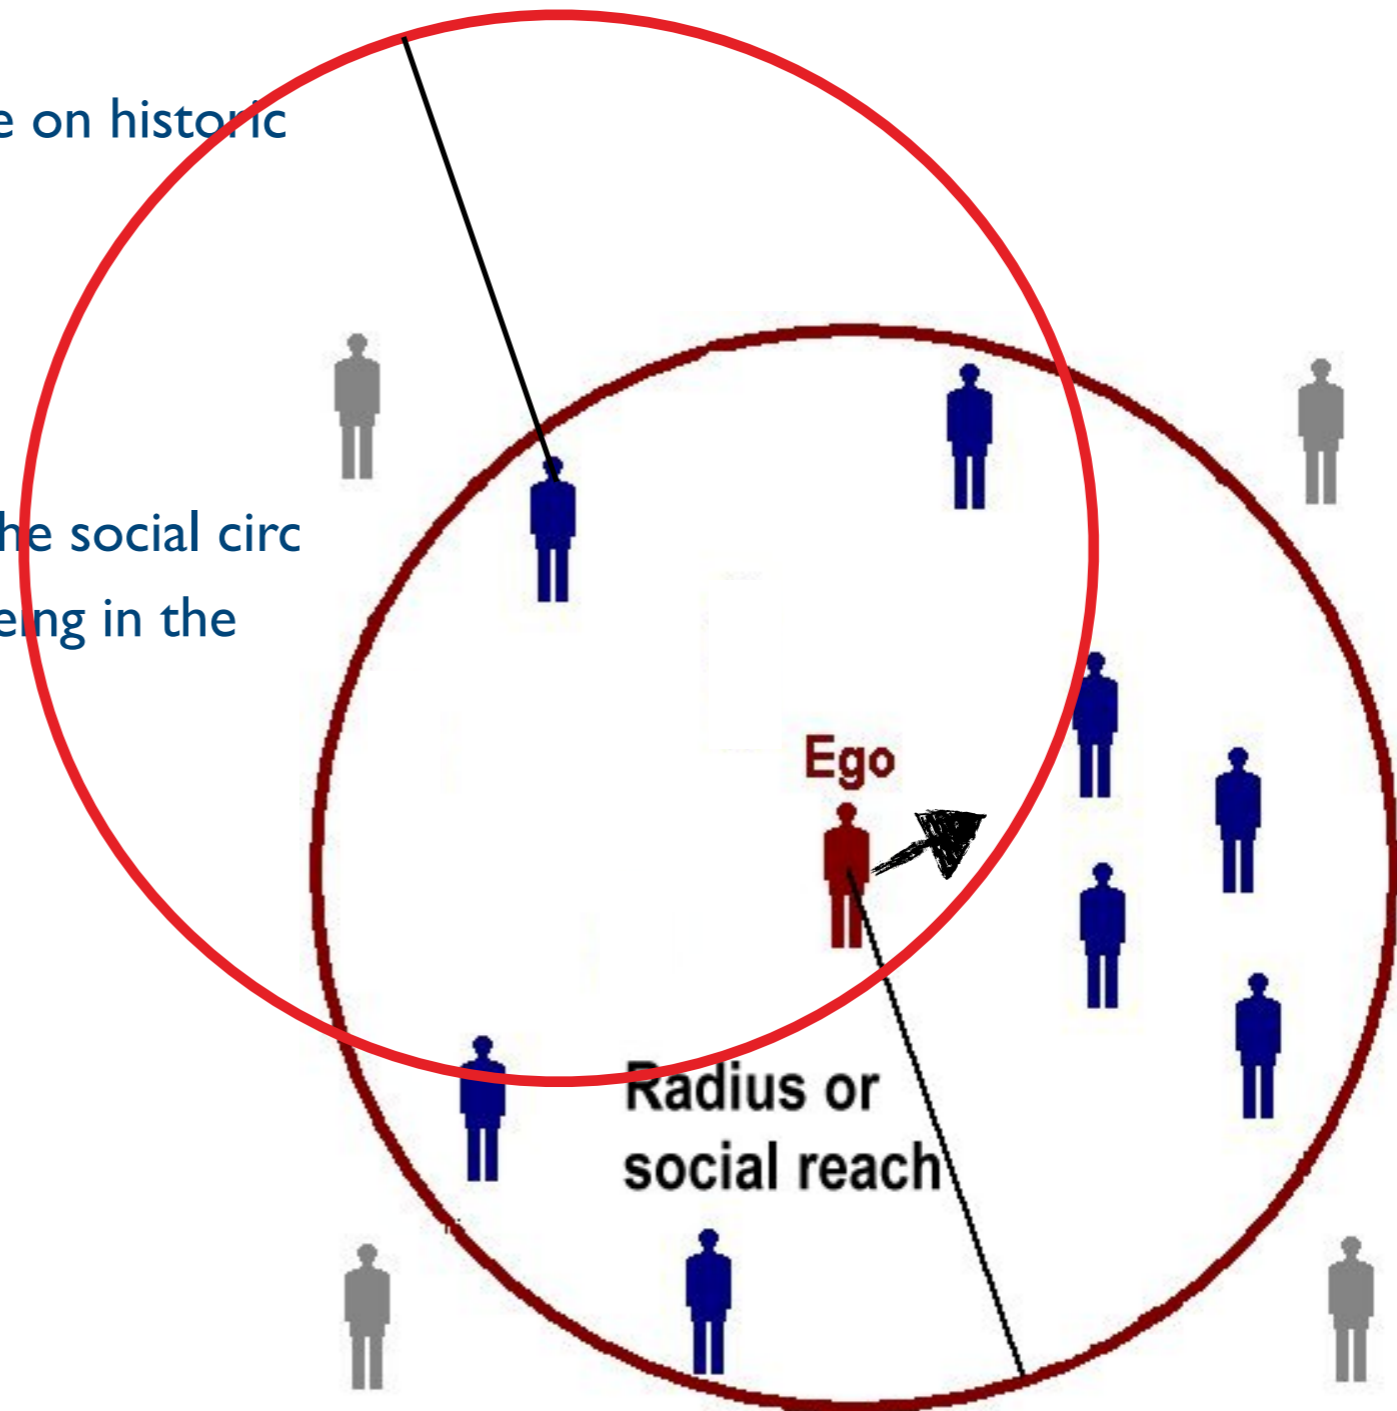 e on historic
he social circ
eing in the
Ego
Radius or
social reach